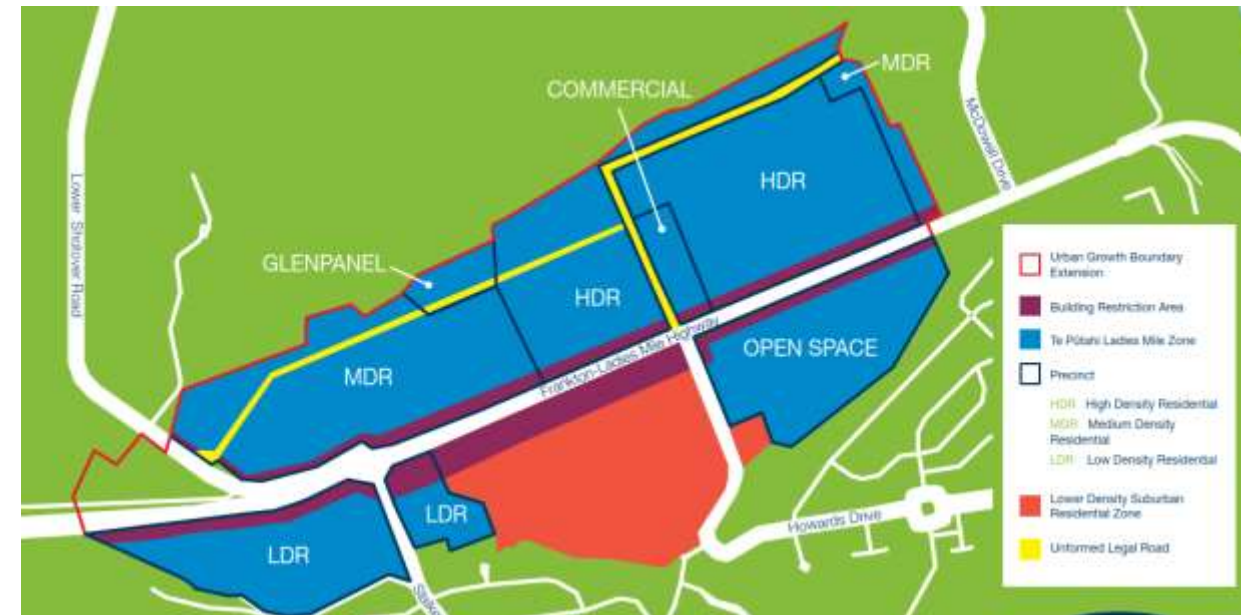 MDR
COMMERCIAL
McDowell Drive
Lower Shotover Road
HDR
GLENPANEL
HDR
OPEN SPACE
MDR
Frankton-Ladies Mile Highway
LDR
LDR
Howards Drive
Urban Growth Boundary
Extension
Building Restriction Area
Te Pūtahi Ladies Mile Zone
Precinct
HDR High Density Residential
MDR Medium Density
Residential
LDR Low Density Residential
Lower Density Suburban
Residential Zone
Unformed Legal Road